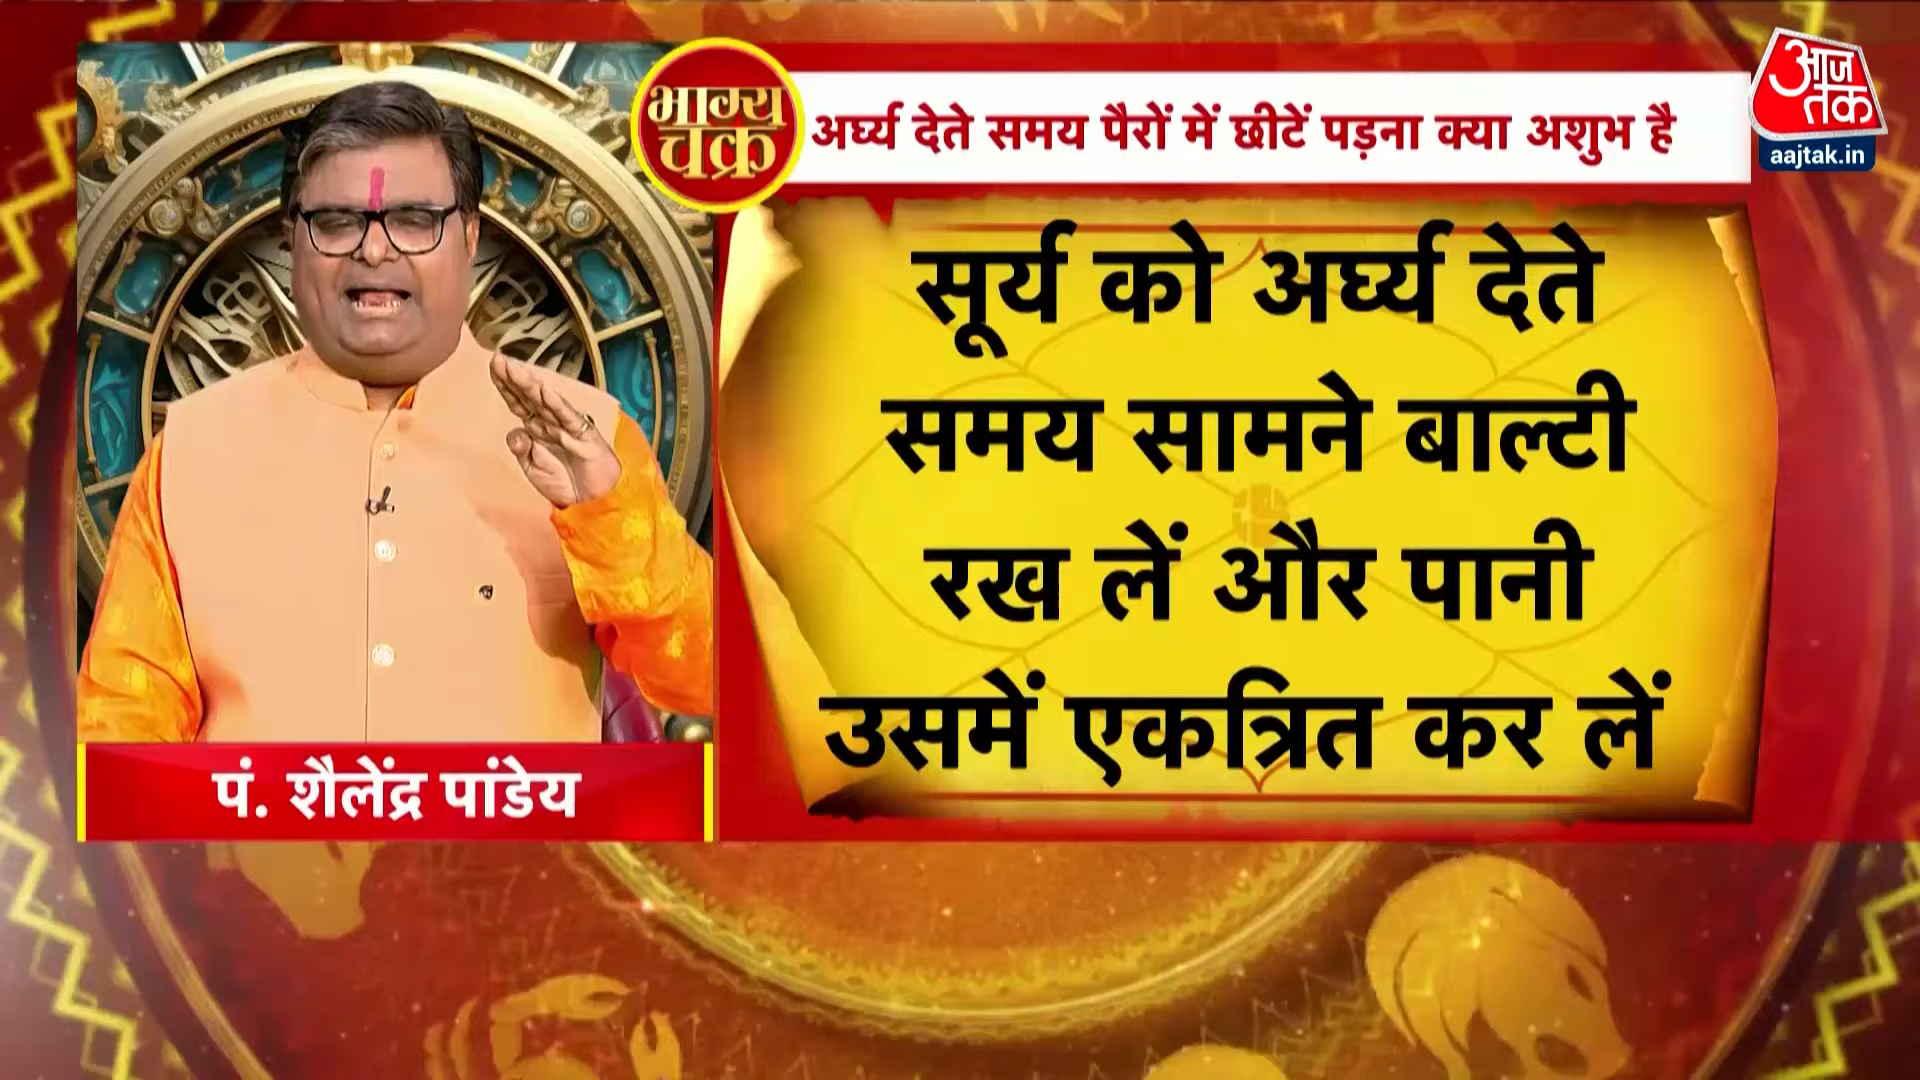 भाग्य
चक्र
अर्घ्य देते समय पैरों में छीटें पड़ना क्या अशुभ है
आज
तक
aajtak.in
सूर्य को अर्घ्य देते
समय सामने बाल्टी
रख लें और पानी
उसमें एकत्रित कर लें
पं. शैलेंद्र पांडेय